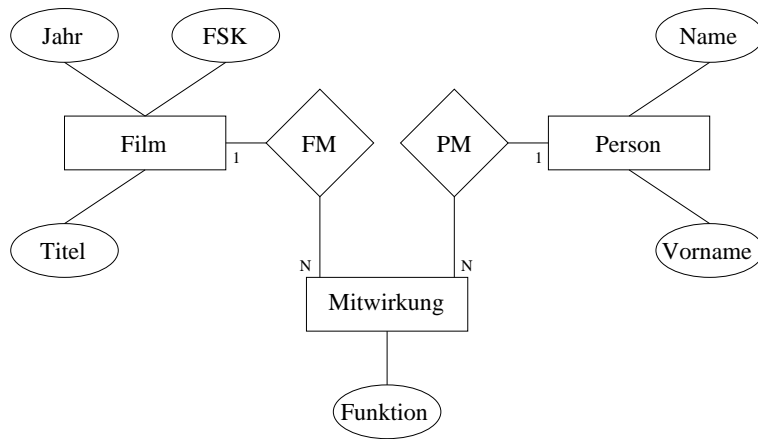 Jahr
FSK
Name
Film
FM
PM
Person
1
1
Titel
Vorname
N
N
Mitwirkung
Funktion